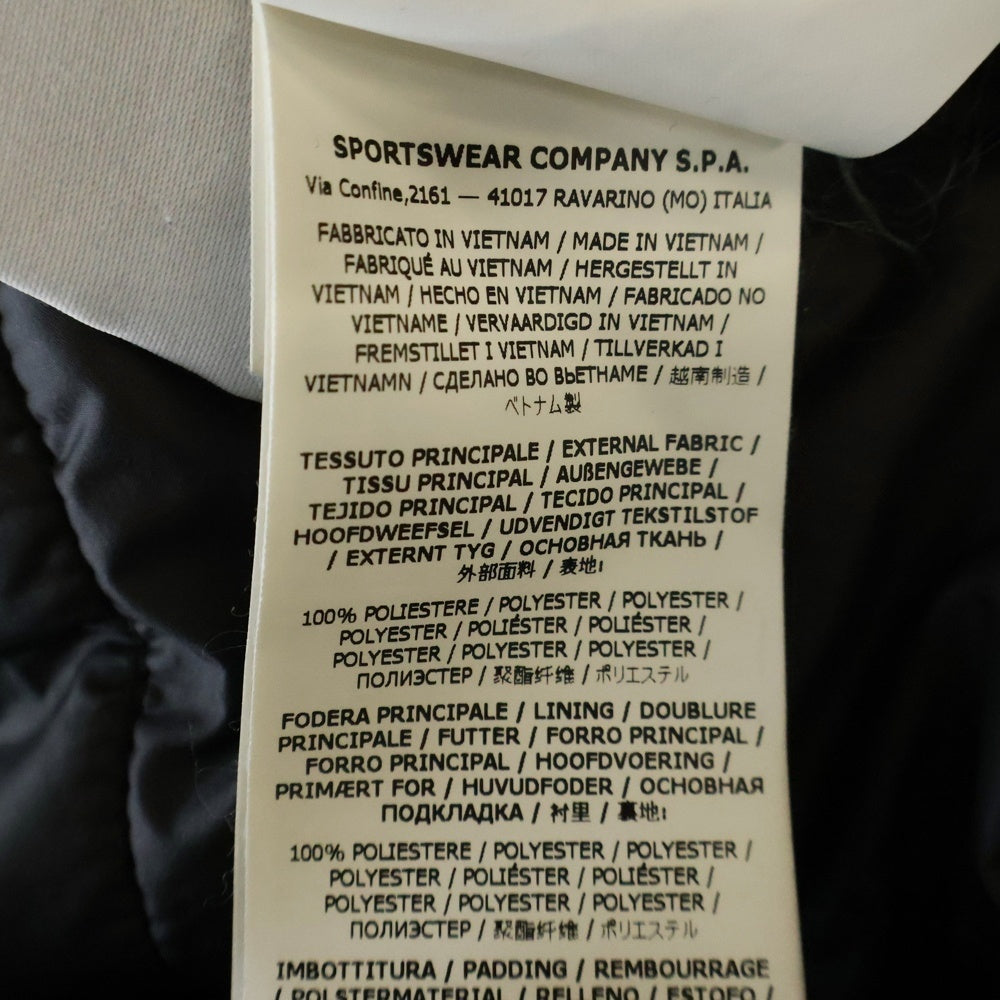 SPORTSWEAR COMPANY S.P.A.
Via Confine,2161 — 41017 RAVARINO (MO) ITALIA
FABBRICATO IN VIETNAM / MADE IN VIETNAM /
FABRIQUÉ AU VIETNAM / HERGESTELLT IN
VIETNAM / HECHO EN VIETNAM / FABRICADO NO
VIETNAME / VERVAARDIGD IN VIETNAM /
FREMSTILLET I VIETNAM / TILLVERKAD I
VIETNAMN / СДЕЛАНО ВО ВЬЕТНАМЕ / 越南制造 /
ベトナム製
TESSUTO PRINCIPALE / EXTERNAL FABRIC /
TISSU PRINCIPAL / AUßENGEWEBE /
TEJIDO PRINCIPAL / TECIDO PRINCIPAL /
HOOFDWEEFSEL / UDVENDIGT TEKSTILSTOF
/ EXTERNT TYG / ОСНОВНАЯ ТКАНЬ /
外部面料 / 表地:
100% POLIESTERE / POLYESTER / POLYESTER /
POLYESTER / POLIÉSTER / POLIÉSTER /
POLYESTER / POLYESTER / POLYESTER /
ПОЛИЭСТЕР / 聚酯纤维 / ポリエステル
FODERA PRINCIPALE / LINING / DOUBLURE
PRINCIPALE / FUTTER / FORRO PRINCIPAL /
FORRO PRINCIPAL / HOOFDVOERING /
PRIMÆRT FOR / HUVUDFODER / ОСНОВНАЯ
ПОДКЛАДКА / 衬里 / 裏地:
100% POLIESTERE / POLYESTER / POLYESTER /
POLYESTER / POLIÉSTER / POLIÉSTER /
POLYESTER / POLYESTER / POLYESTER /
ПОЛИЭСТЕР / 聚酯纤维 / ポリエステル
IMBOTTITURA / PADDING / REMBOURRAGE
/ POLSTERMATERIAL / RELLENO / ESTOFO /